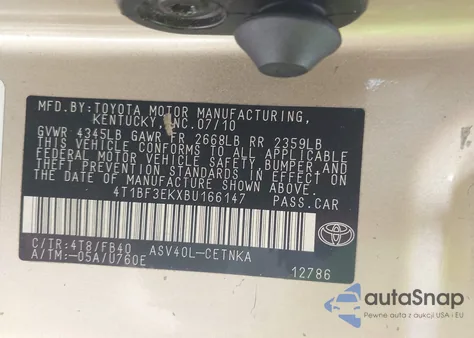 MFD.BY:TOYOTA MOTOR MANUFACTURING,
KENTUCKY, INC. 07/10
GVWR 4345LB GAWR FR 2668LB RR 2359LB
THIS VEHICLE CONFORMS TO ALL APPLICABLE
FEDERAL MOTOR VEHICLE SAFETY, BUMPER, AND
THEFT PREVENTION STANDARDS IN EFFECT ON
THE DATE OF MANUFACTURE SHOWN ABOVE.
4T1BF3EKXBU166147 PASS.CAR
C/TR:4T8/FB40 ASV40L-CETNKA
A/TM:-05A/U760E
TOYOTA
12786
autoSnap
Pewne auta z aukcji USA i EU